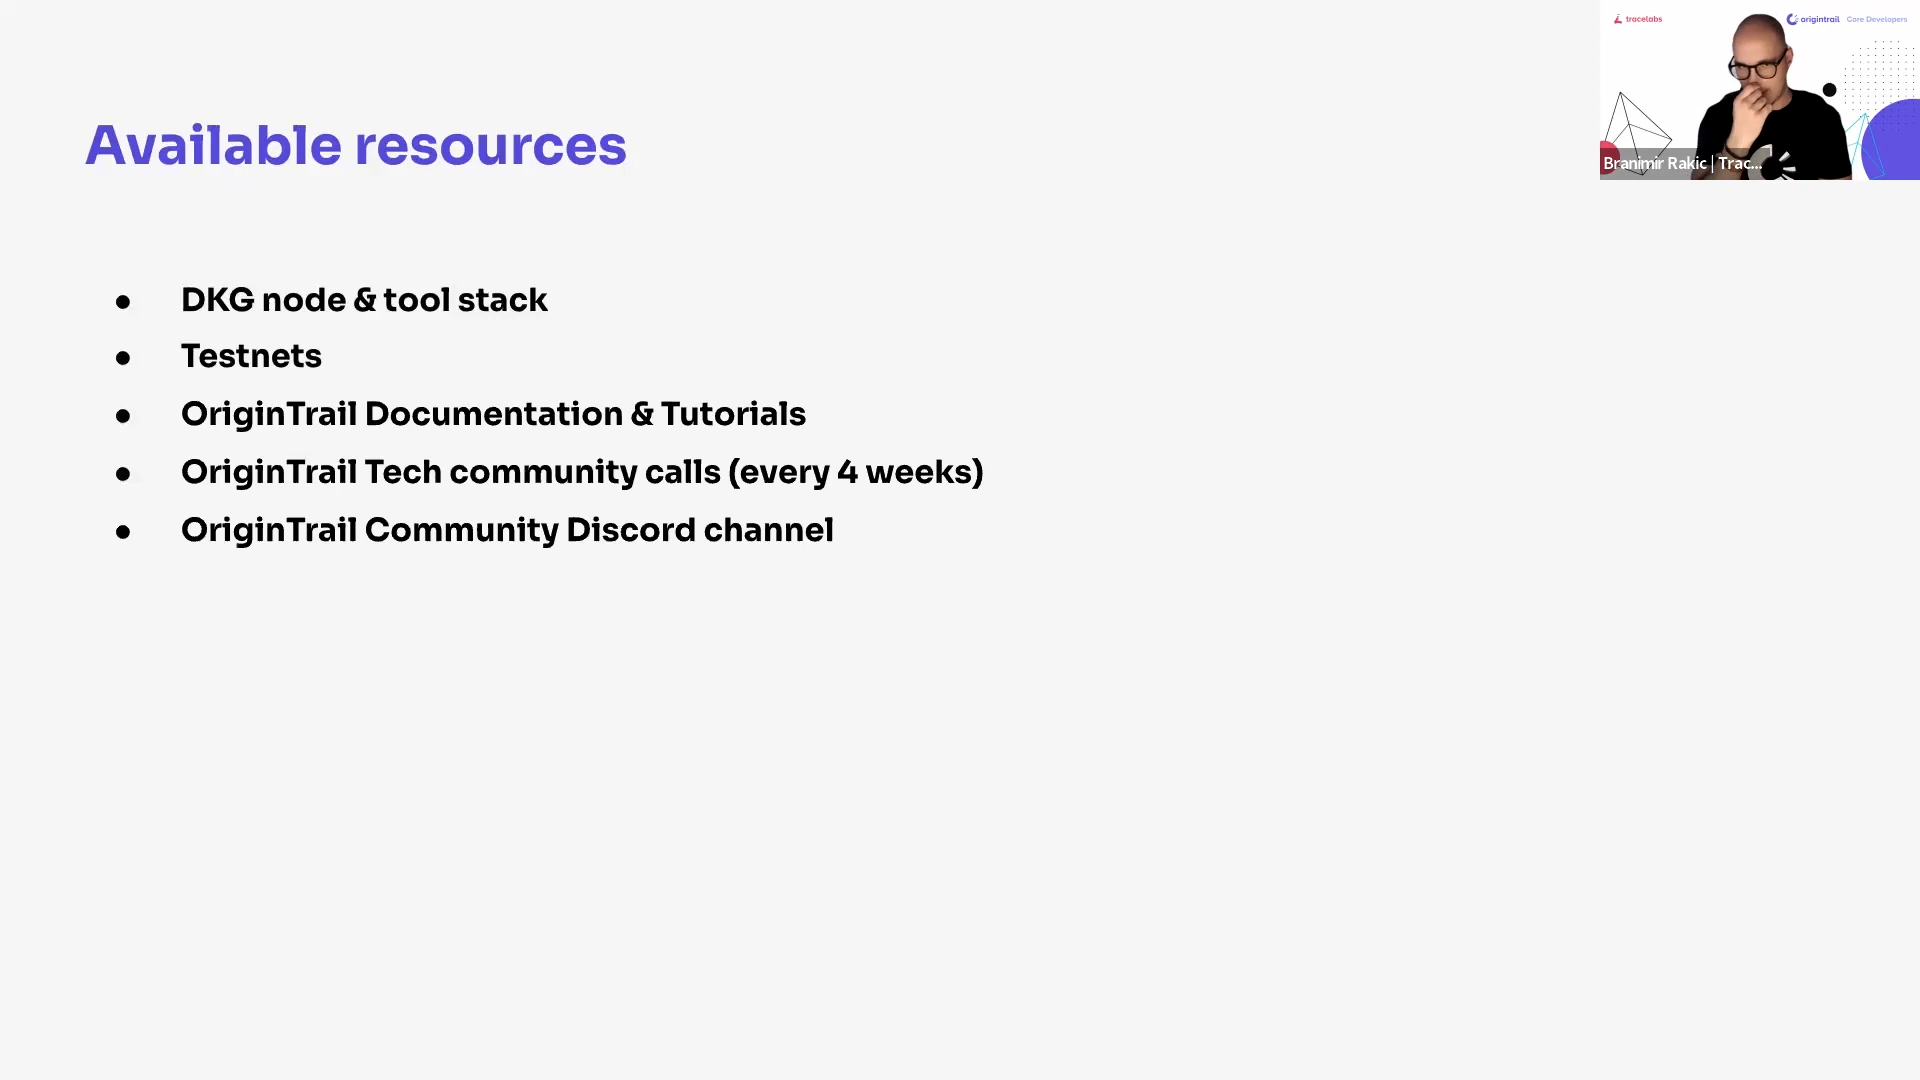 tracelabs
origintrail Core Developers
Available resources
Branimir Rakic | Trac...
● DKG node & tool stack
● Testnets
● OriginTrail Documentation & Tutorials
● OriginTrail Tech community calls (every 4 weeks)
● OriginTrail Community Discord channel